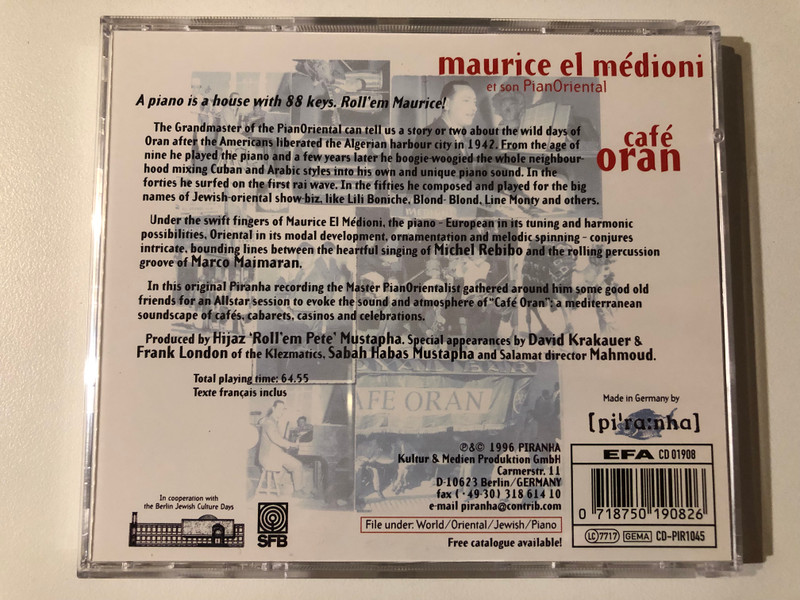 maurice el médioni
et son PianOriental
café
oran
A piano is a house with 88 keys. Roll'em Maurice!
The Grandmaster of the PianOriental can tell us a story or two about the wild days of
Oran after the Americans liberated the Algerian harbour city in 1942. From the age of
nine he played the piano and a few years later he boogie-woogied the whole neighbour-
hood mixing Cuban and Arabic styles into his own and unique piano sound. In the
forties he surfed on the first rai wave. In the fifties he composed and played for the big
names of Jewish-oriental show-biz, like Lili Boniche, Blond- Blond, Line Monty and others.
Under the swift fingers of Maurice El Médioni, the piano - European in its tuning and harmonic
possibilities, Oriental in its modal development, ornamentation and melodic spinning - conjures
intricate, bounding lines between the heartful singing of Michel Rebibo and the rolling percussion
groove of Marco Maimaran.
In this original Piranha recording the Master PianOrientalist gathered around him some good old
friends for an Allstar session to evoke the sound and atmosphere of "Café Oran": a mediterranean
soundscape of cafés, cabarets, casinos and celebrations.
Produced by Hijaz 'Roll'em Pete' Mustapha. Special appearances by David Krakauer &
Frank London of the Klezmatics, Sabah Habas Mustapha and Salamat director Mahmoud.
Total playing time: 64.55
Texte français inclus
AFE ORAN
Made in Germany by
[pi'ra:nha]
℗&© 1996 PIRANHA
Kultur & Medien Produktion GmbH
Carmerstr. 11
D-10623 Berlin/GERMANY
fax (+49-30) 318 614 10
e-mail piranha@contrib.com
EFA CD 01908
0 718750 190826
LC 7717 GEMA CD-PIR1045
In cooperation with
the Berlin Jewish Culture Days
SFB
File under: World/Oriental/Jewish/Piano
Free catalogue available!